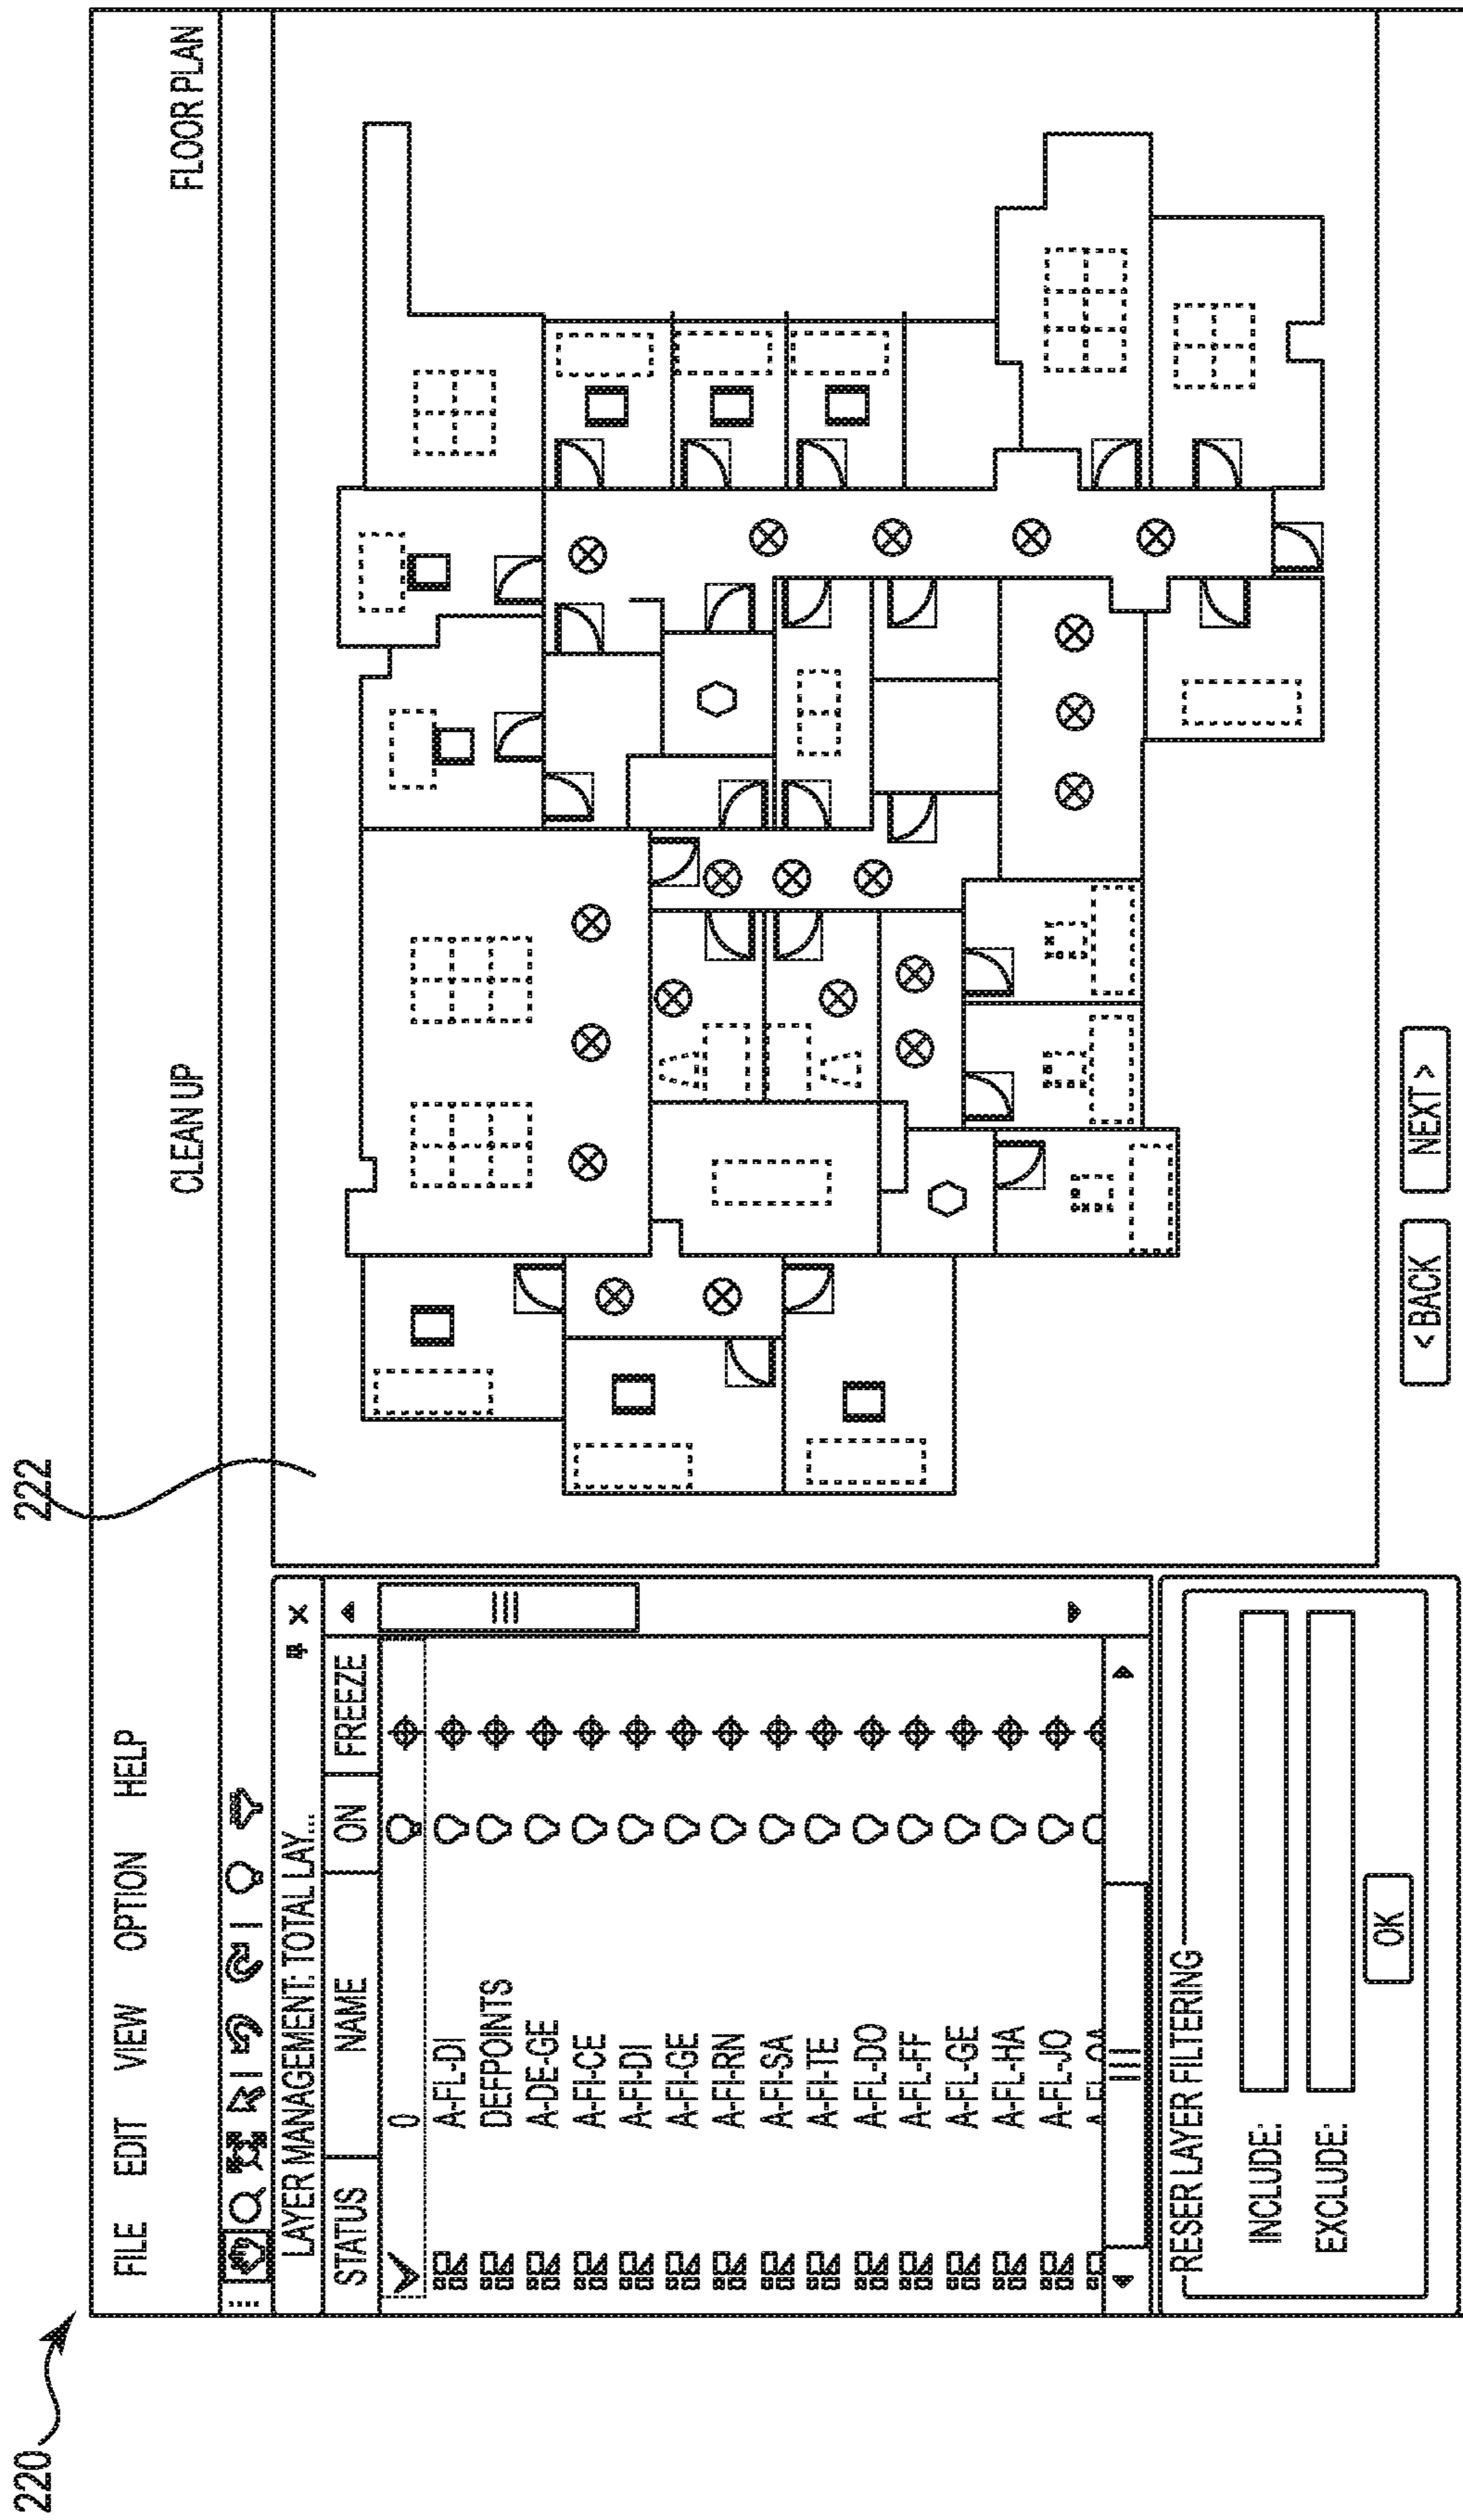 220
222
FILE EDIT VIEW OPTION HELP
CLEAN UP
FLOOR PLAN
LAYER MANAGEMENT: TOTAL LAY...
STATUS NAME ON FREEZE
0
A-FL-DI
DEFPOINTS
A-DE-GE
A-FI-CE
A-FI-DI
A-FI-GE
A-FI-RN
A-FI-SA
A-FI-TE
A-FL-DO
A-FL-FF
A-FL-GE
A-FL-HA
A-FL-JO
RESER LAYER FILTERING
INCLUDE:
EXCLUDE:
OK
< BACK NEXT >